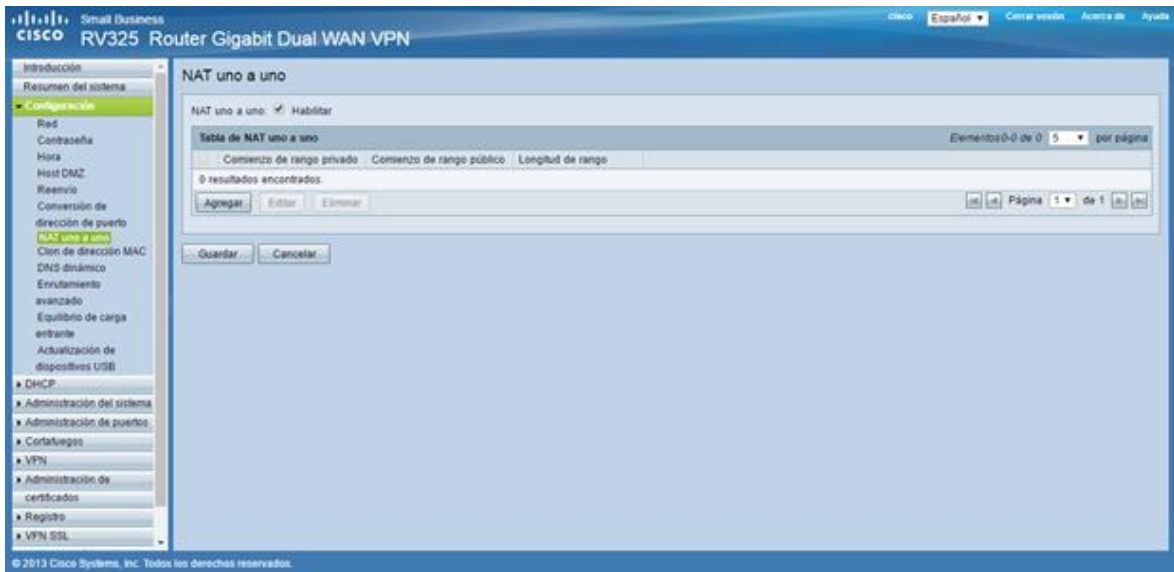 Small Business
CISCO RV325 Router Gigabit Dual WAN VPN
cisco Español Cerrar sesión Acerca de Ayuda
Introducción
Resumen del sistema
Configuración
Red
Contraseña
Hora
Host DMZ
Reenvío
Conversión de
dirección de puerto
NAT uno a uno
Clon de dirección MAC
DNS dinámico
Enrutamiento
avanzado
Equilibrio de carga
entrante
Actualización de
dispositivos USB
DHCP
Administración del sistema
Administración de puertos
Cortafuegos
VPN
Administración de
certificados
Registro
VPN SSL
NAT uno a uno
NAT uno a uno: Habilitar
Tabla de NAT uno a uno Elementos 0-0 de 0 5 por página
Comienzo de rango privado Comienzo de rango público Longitud de rango
0 resultados encontrados.
Agregar Editar Eliminar Página 1 de 1
Guardar Cancelar
© 2013 Cisco Systems, Inc. Todos los derechos reservados.